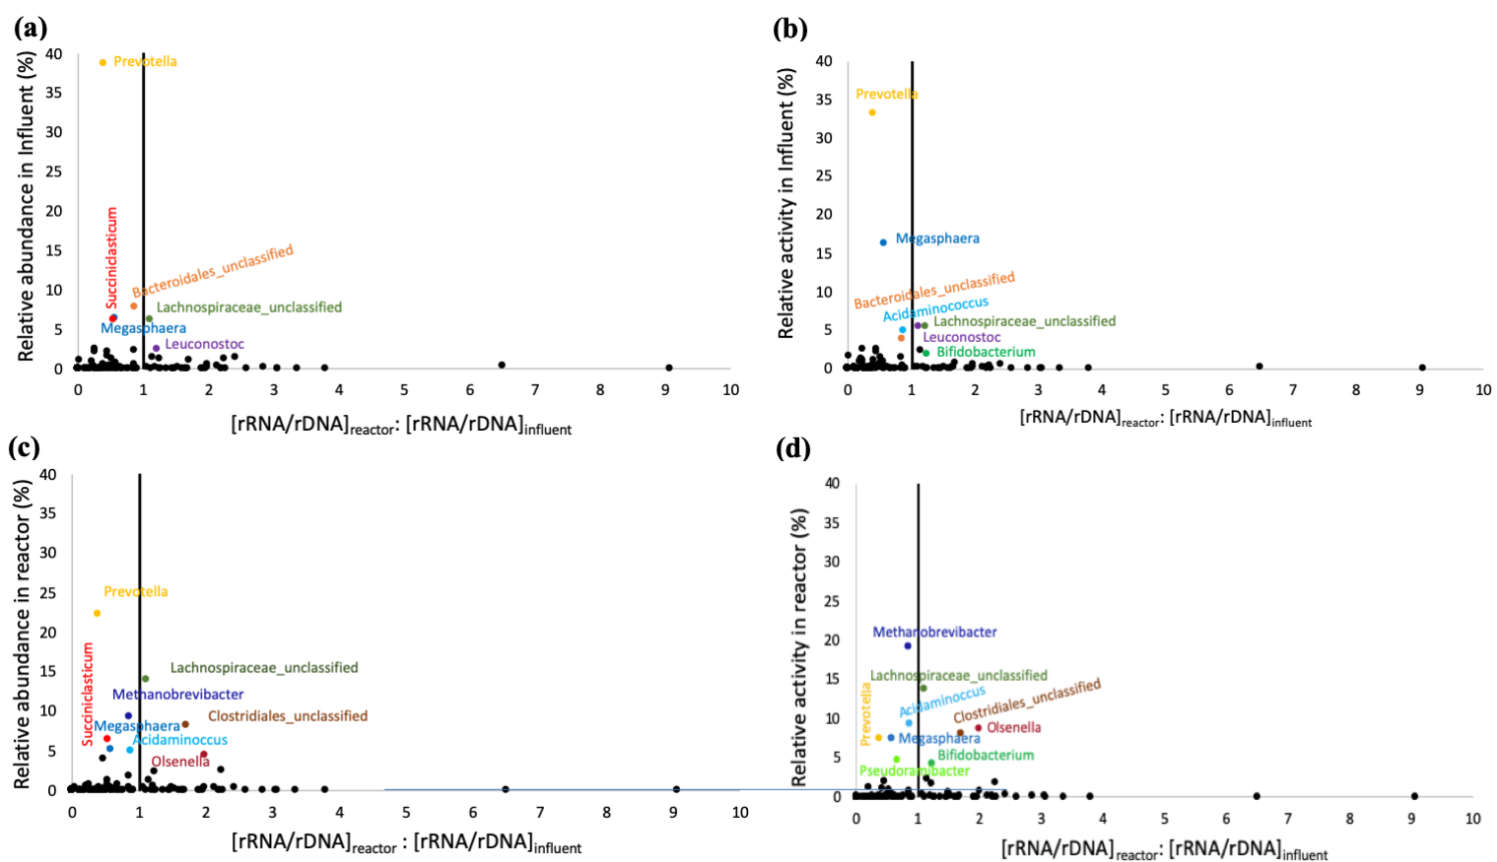 (a)
Relative abundance in Influent (%)
40
35
30
25
20
15
10
5
0
Prevotella
Succiniclasticum
Bacteroidales_unclassified
Lachnospiraceae_unclassified
Megasphaera
Leuconostoc
0 1 2 3 4 5 6 7 8 9 10
[rRNA/rDNA]reactor: [rRNA/rDNA]influent
(b)
Relative activity in Influent (%)
40
35
30
25
20
15
10
5
0
Prevotella
Megasphaera
Bacteroidales_unclassified
Acidaminococcus
Lachnospiraceae_unclassified
Leuconostoc
Bifidobacterium
0 1 2 3 4 5 6 7 8 9 10
[rRNA/rDNA]reactor: [rRNA/rDNA]influent
(c)
Relative abundance in reactor (%)
40
35
30
25
20
15
10
5
0
Prevotella
Succiniclasticum
Lachnospiraceae_unclassified
Methanobrevibacter
Clostridiales_unclassified
Megasphaera
Acidaminoccus
Olsenella
0 1 2 3 4 5 6 7 8 9 10
[rRNA/rDNA]reactor : [rRNA/rDNA]influent
(d)
Relative activity in reactor (%)
40
35
30
25
20
15
10
5
0
Methanobrevibacter
Lachnospiraceae_unclassified
Prevotella
Acidaminoccus
Clostridiales_unclassified
Olsenella
Megasphaera
Bifidobacterium
Pseudoramibacter
0 1 2 3 4 5 6 7 8 9 10
[rRNA/rDNA]reactor: [rRNA/rDNA]influent